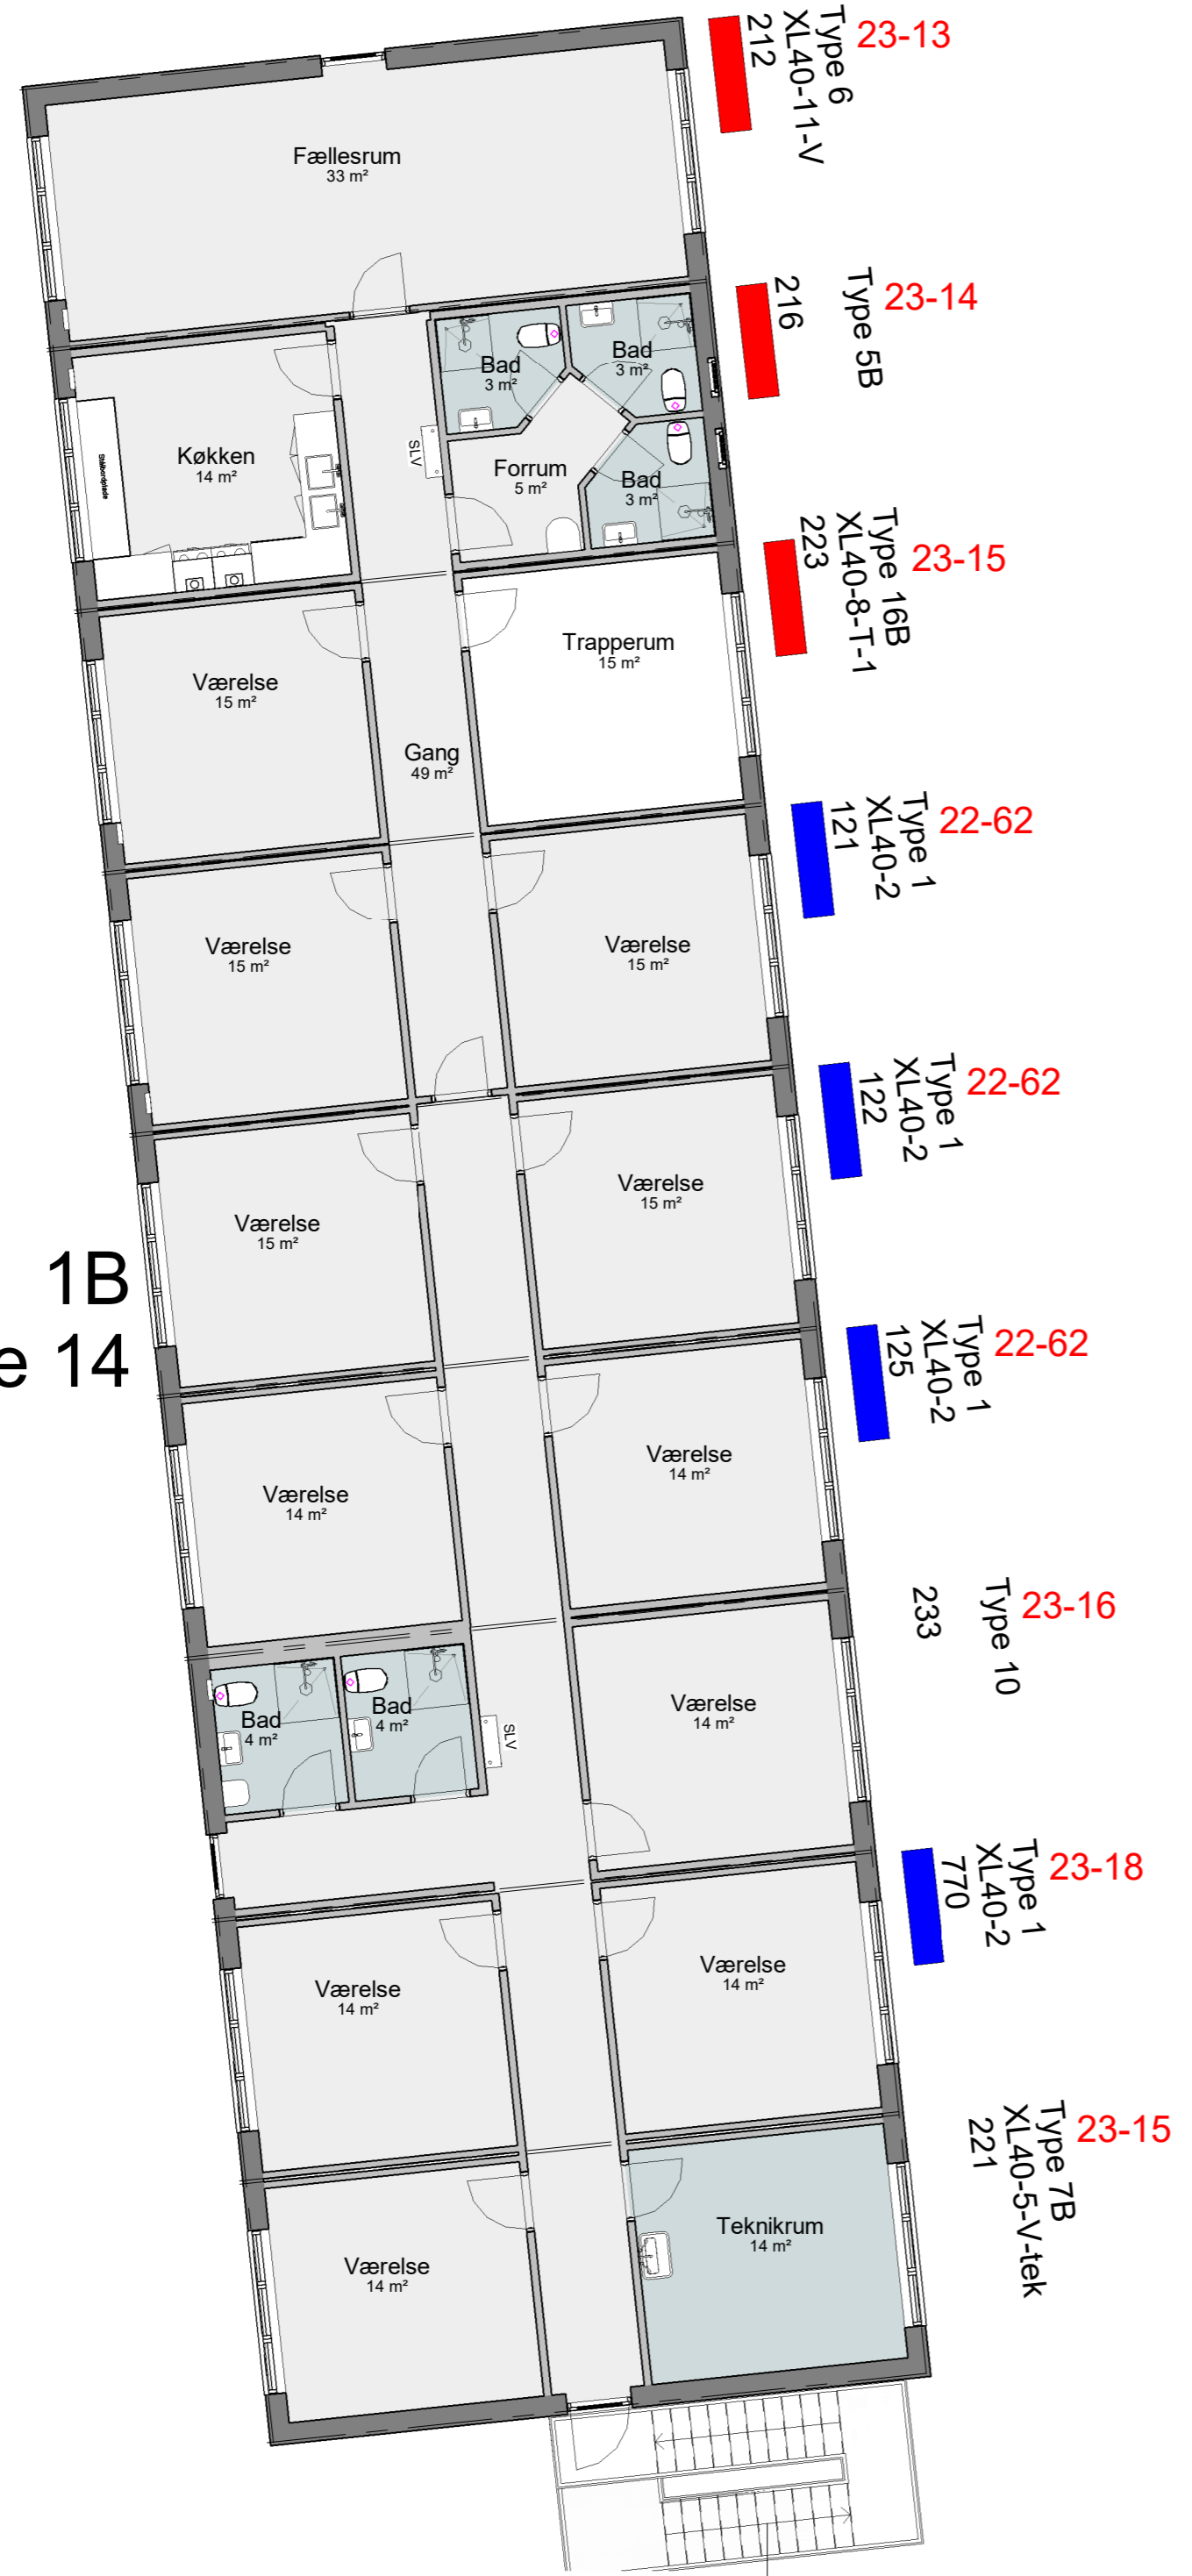 Type 6
XL40-11-V
212
23-13
Fællesrum
33 m²
Type 5B
216
23-14
Bad
3 m²
Bad
3 m²
Køkken
14 m²
Stålbordplade
SLV
Forrum
5 m²
Bad
3 m²
Type 16B
XL40-8-T-1
223
23-15
Værelse
15 m²
Trapperum
15 m²
Gang
49 m²
Type 1
XL40-2
121
22-62
Værelse
15 m²
Værelse
15 m²
Type 1
XL40-2
122
22-62
Værelse
15 m²
Værelse
15 m²
1B
e 14
Type 1
XL40-2
125
22-62
Værelse
14 m²
Værelse
14 m²
Type 10
233
23-16
Bad
4 m²
Bad
4 m²
SLV
Værelse
14 m²
Type 1
XL40-2
770
23-18
Værelse
14 m²
Værelse
14 m²
Type 7B
XL40-5-V-tek
221
23-15
Værelse
14 m²
Teknikrum
14 m²